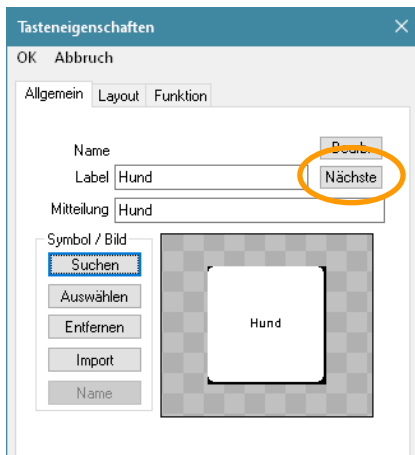 Tasteneigenschaften
OK Abbruch
Allgemein Layout Funktion
Name
Label Hund Nächste
Mitteilung Hund
Symbol / Bild
Suchen
Auswählen
Entfernen
Import
Name
Hund